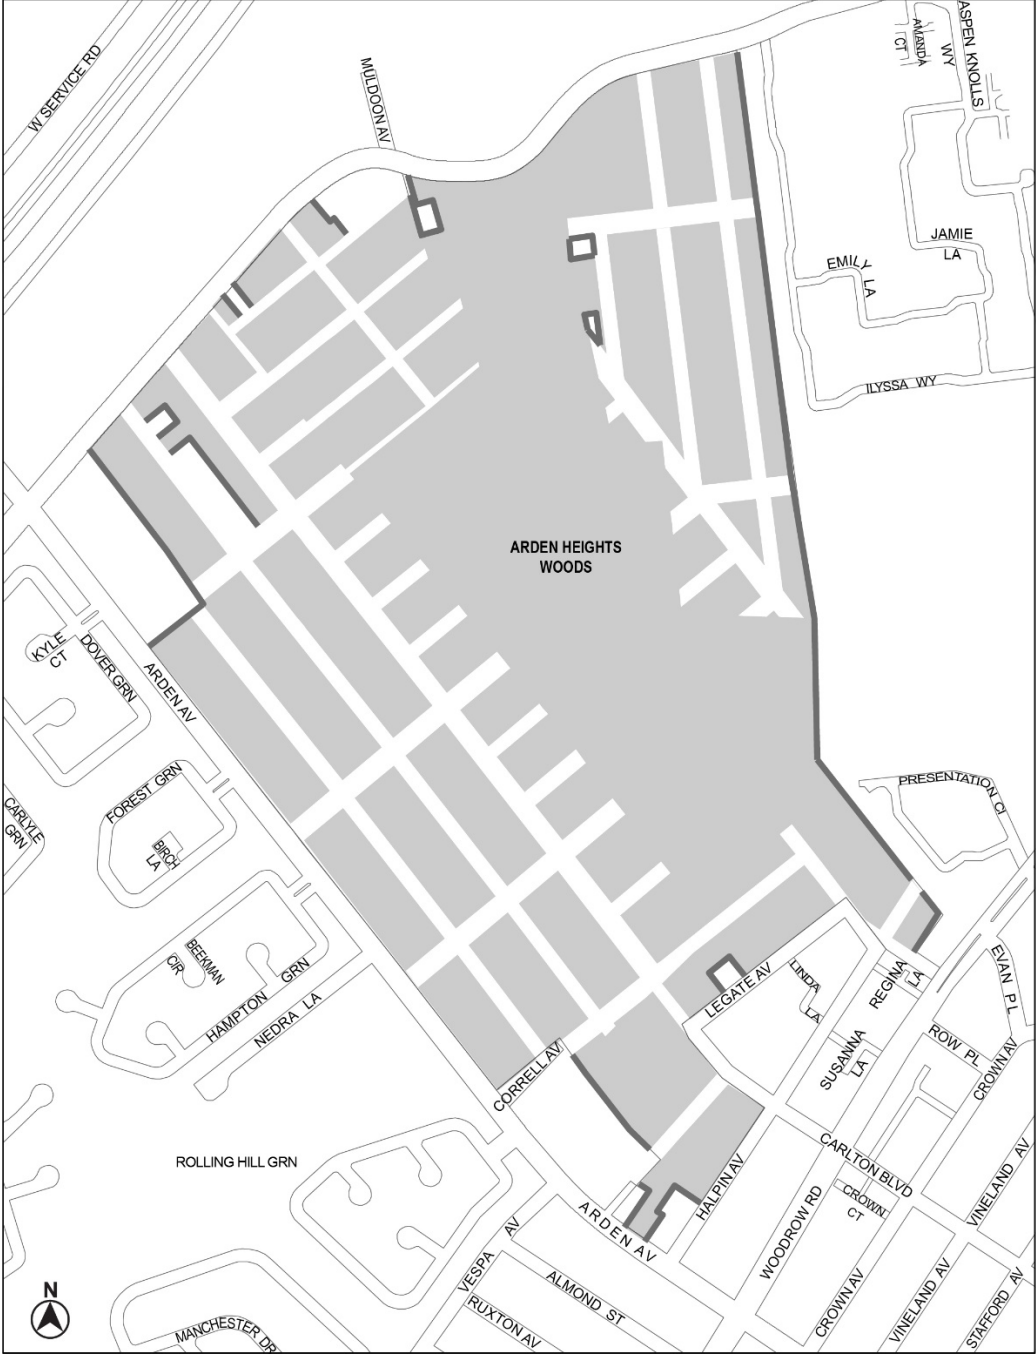 W SERVICE RD
MULDOON AV
AMANDA
CT
ASPEN KNOLLS
WY
JAMIE
LA
EMILY LA
ILYSSA WY
ARDEN HEIGHTS
WOODS
KYLE
CT
DOVER GRN
ARDEN AV
CARLYLE
GRN
FOREST GRN
BIRCH
LA
BEEKMAN
CIR
HAMPTON GRN
NEDRA LA
PRESENTATION CI
EVAN PL
REGINA
LA
LEGATE AV
LINDA
LA
SUSANNA
LA
ROW PL
CROWN AV
CORRELL AV
ROLLING HILL GRN
CARLTON BLVD
CROWN
CT
VINELAND AV
HALPIN AV
WOODROW RD
ARDEN AV
VESPA AV
ALMOND ST
RUXTON AV
CROWN AV
VINELAND AV
STAFFORD AV
MANCHESTER DR
N